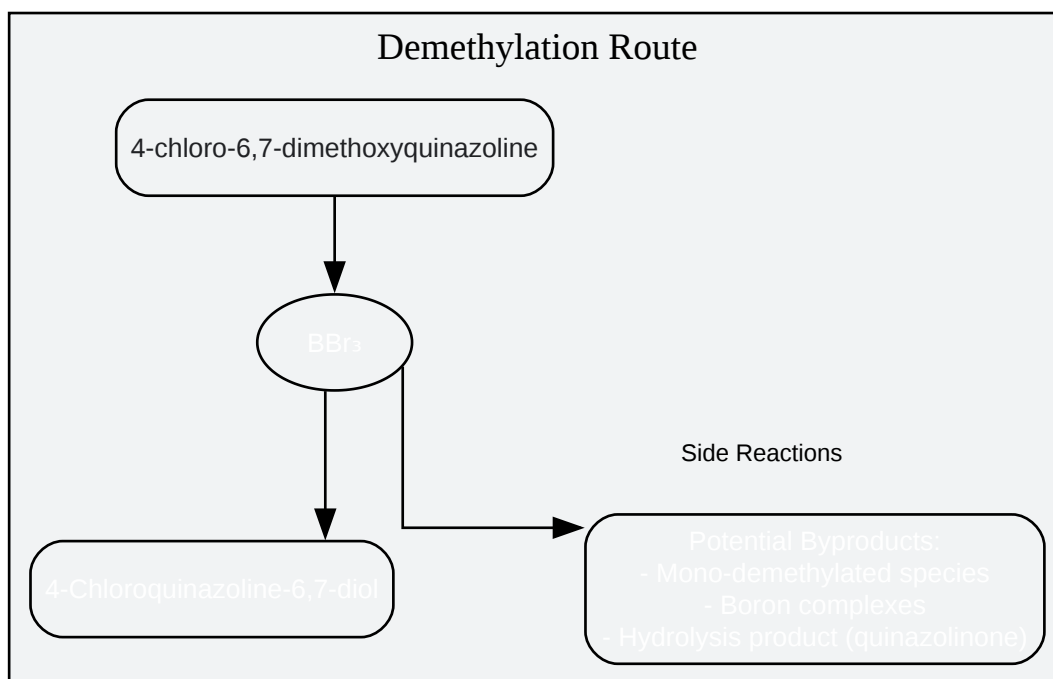 Demethylation Route
4-chloro-6,7-dimethoxyquinazoline
BBr₃
Side Reactions
4-Chloroquinazoline-6,7-diol
Potential Byproducts:
- Mono-demethylated species
- Boron complexes
- Hydrolysis product (quinazolinone)